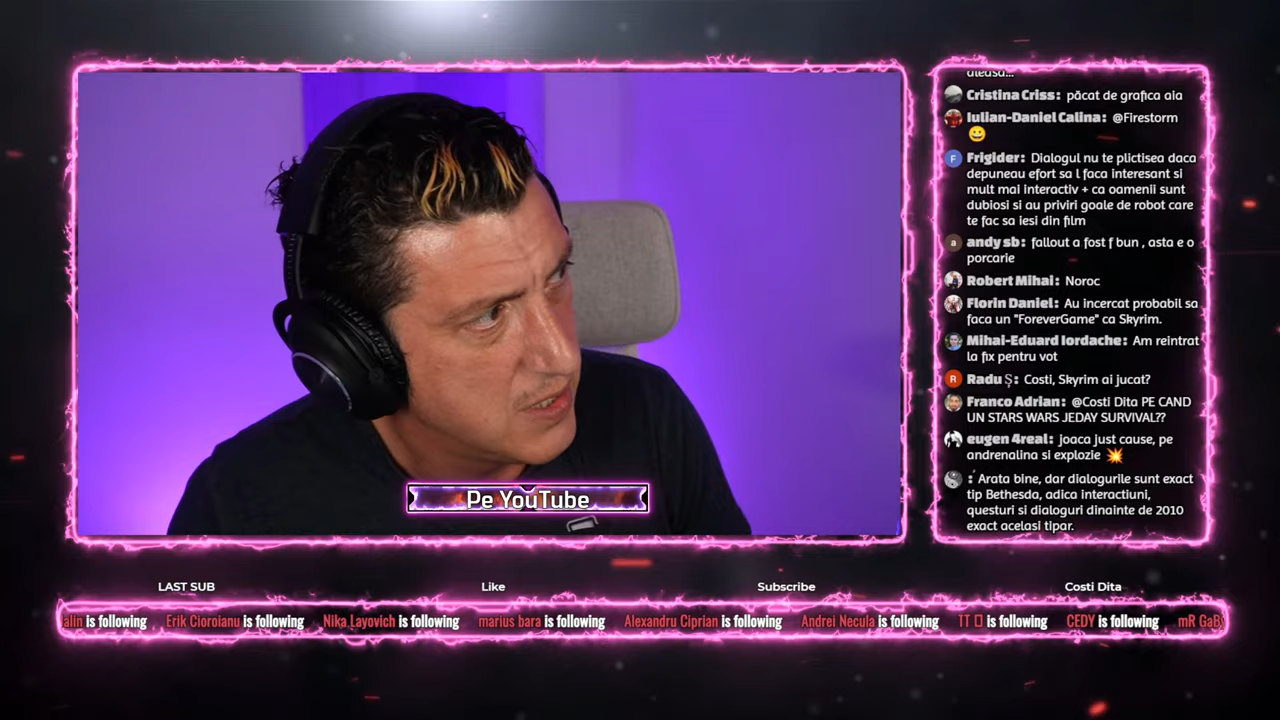 aleasa...
Cristina Criss: păcat de grafica aia
Iulian-Daniel Calina: @Firestorm
😀
F Frigider: Dialogul nu te plictisea daca
depuneau efort sa l faca interesant si
mult mai interactiv + ca oamenii sunt
dubiosi si au priviri goale de robot care
te fac sa iesi din film
a andy sb: fallout a fost f bun , asta e o
porcarie
Robert Mihai: Noroc
Florin Daniel: Au incercat probabil sa
faca un "ForeverGame" ca Skyrim.
Mihai-Eduard Iordache: Am reintrat
la fix pentru vot
R Radu Ș: Costi, Skyrim ai jucat?
Franco Adrian: @Costi Dita PE CAND
UN STARS WARS JEDAY SURVIVAL??
eugen 4real: joaca just cause, pe
andrenalina si explozie 💥
: Arata bine, dar dialogurile sunt exact
tip Bethesda, adica interactiuni,
questuri si dialoguri dinainte de 2010
exact acelasi tipar.
Pe YouTube
LAST SUB Like Subscribe Costi Dita
alin is following Erik Cioroianu is following Nika Layovich is following marius bara is following Alexandru Ciprian is following Andrei Necula is following TT is following CEDY is following mR GaB